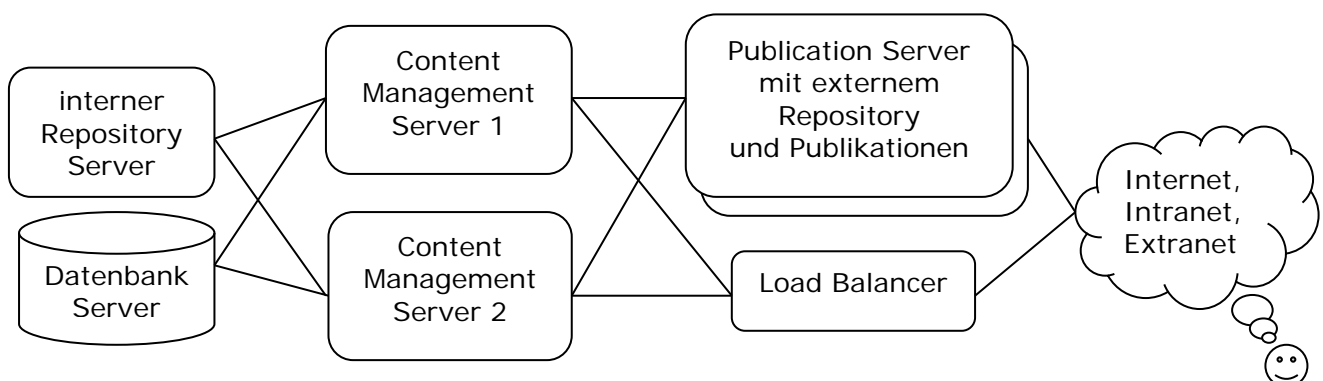 interner
Repository
Server
Datenbank
Server
Content
Management
Server 1
Content
Management
Server 2
Publication Server
mit externem
Repository
und Publikationen
Load Balancer
Internet,
Intranet,
Extranet